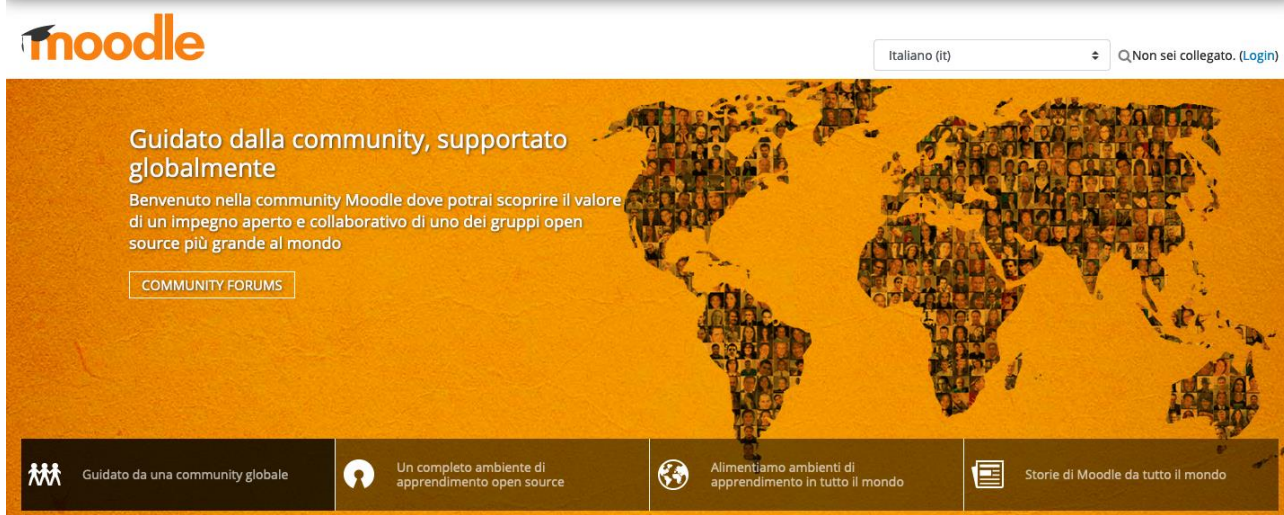 moodle
Italiano (it)
Non sei collegato. (Login)
Guidato dalla community, supportato
globalmente
Benvenuto nella community Moodle dove potrai scoprire il valore
di un impegno aperto e collaborativo di uno dei gruppi open
source più grande al mondo
COMMUNITY FORUMS
Guidato da una community globale
Un completo ambiente di
apprendimento open source
Alimentiamo ambienti di
apprendimento in tutto il mondo
Storie di Moodle da tutto il mondo